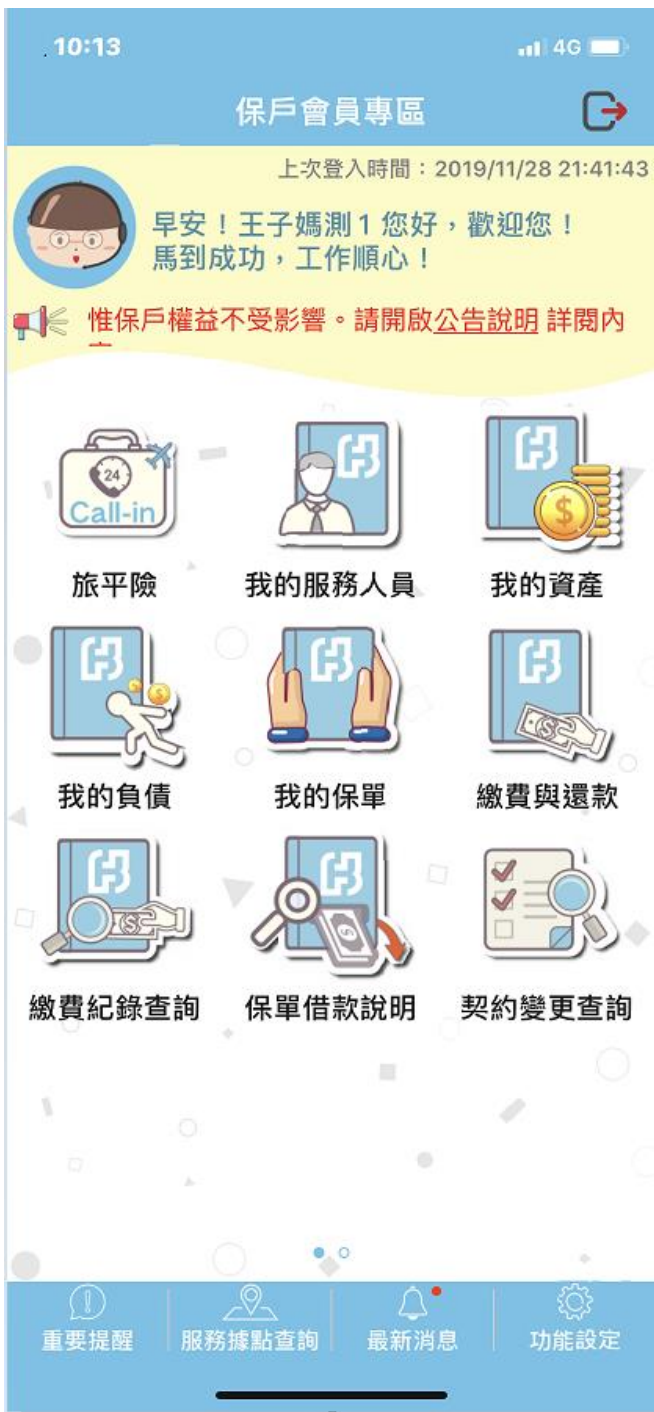 10:13
4G
保戶會員專區
上次登入時間：2019/11/28 21:41:43
早安！王子媽測1 您好，歡迎您！
馬到成功，工作順心！
惟保戶權益不受影響。請開啟公告說明 詳閱內
24
Call-in
旅平險
我的服務人員
我的資產
我的負債
我的保單
繳費與還款
繳費紀錄查詢
保單借款說明
契約變更查詢
重要提醒
服務據點查詢
最新消息
功能設定